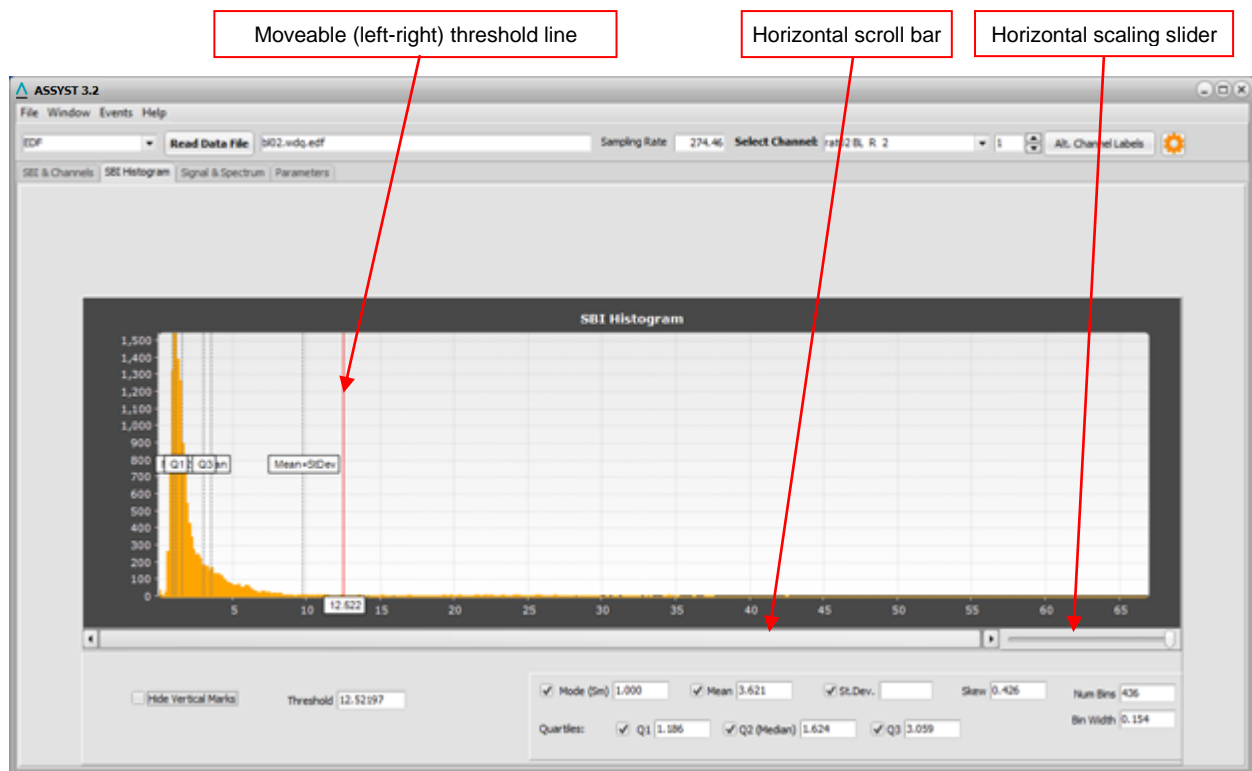 Moveable (left-right) threshold line Horizontal scroll bar Horizontal scaling slider
ASSYST 3.2
File Window Events Help
EDF Read Data File bl02.wdq.edf Sampling Rate 274.46 Select Channel: rat02 BL R 2 1 Alt. Channel Labels
SBI & Channels SBI Histogram Signal & Spectrum Parameters
SBI Histogram
1,500
1,400
1,300
1,200
1,100
1,000
900
800
700
600
500
400
300
200
100
0
Q1 Q3 an Mean+StDev
5 10 12.622 15 20 25 30 35 40 45 50 55 60 65
Hide Vertical Marks Threshold 12.52197
Mode (Sm) 1.000 Mean 3.621 St.Dev. Skew 0.426 Num Bins 436
Quartiles: Q1 1.186 Q2 (Median) 1.624 Q3 3.059 Bin Width 0.154